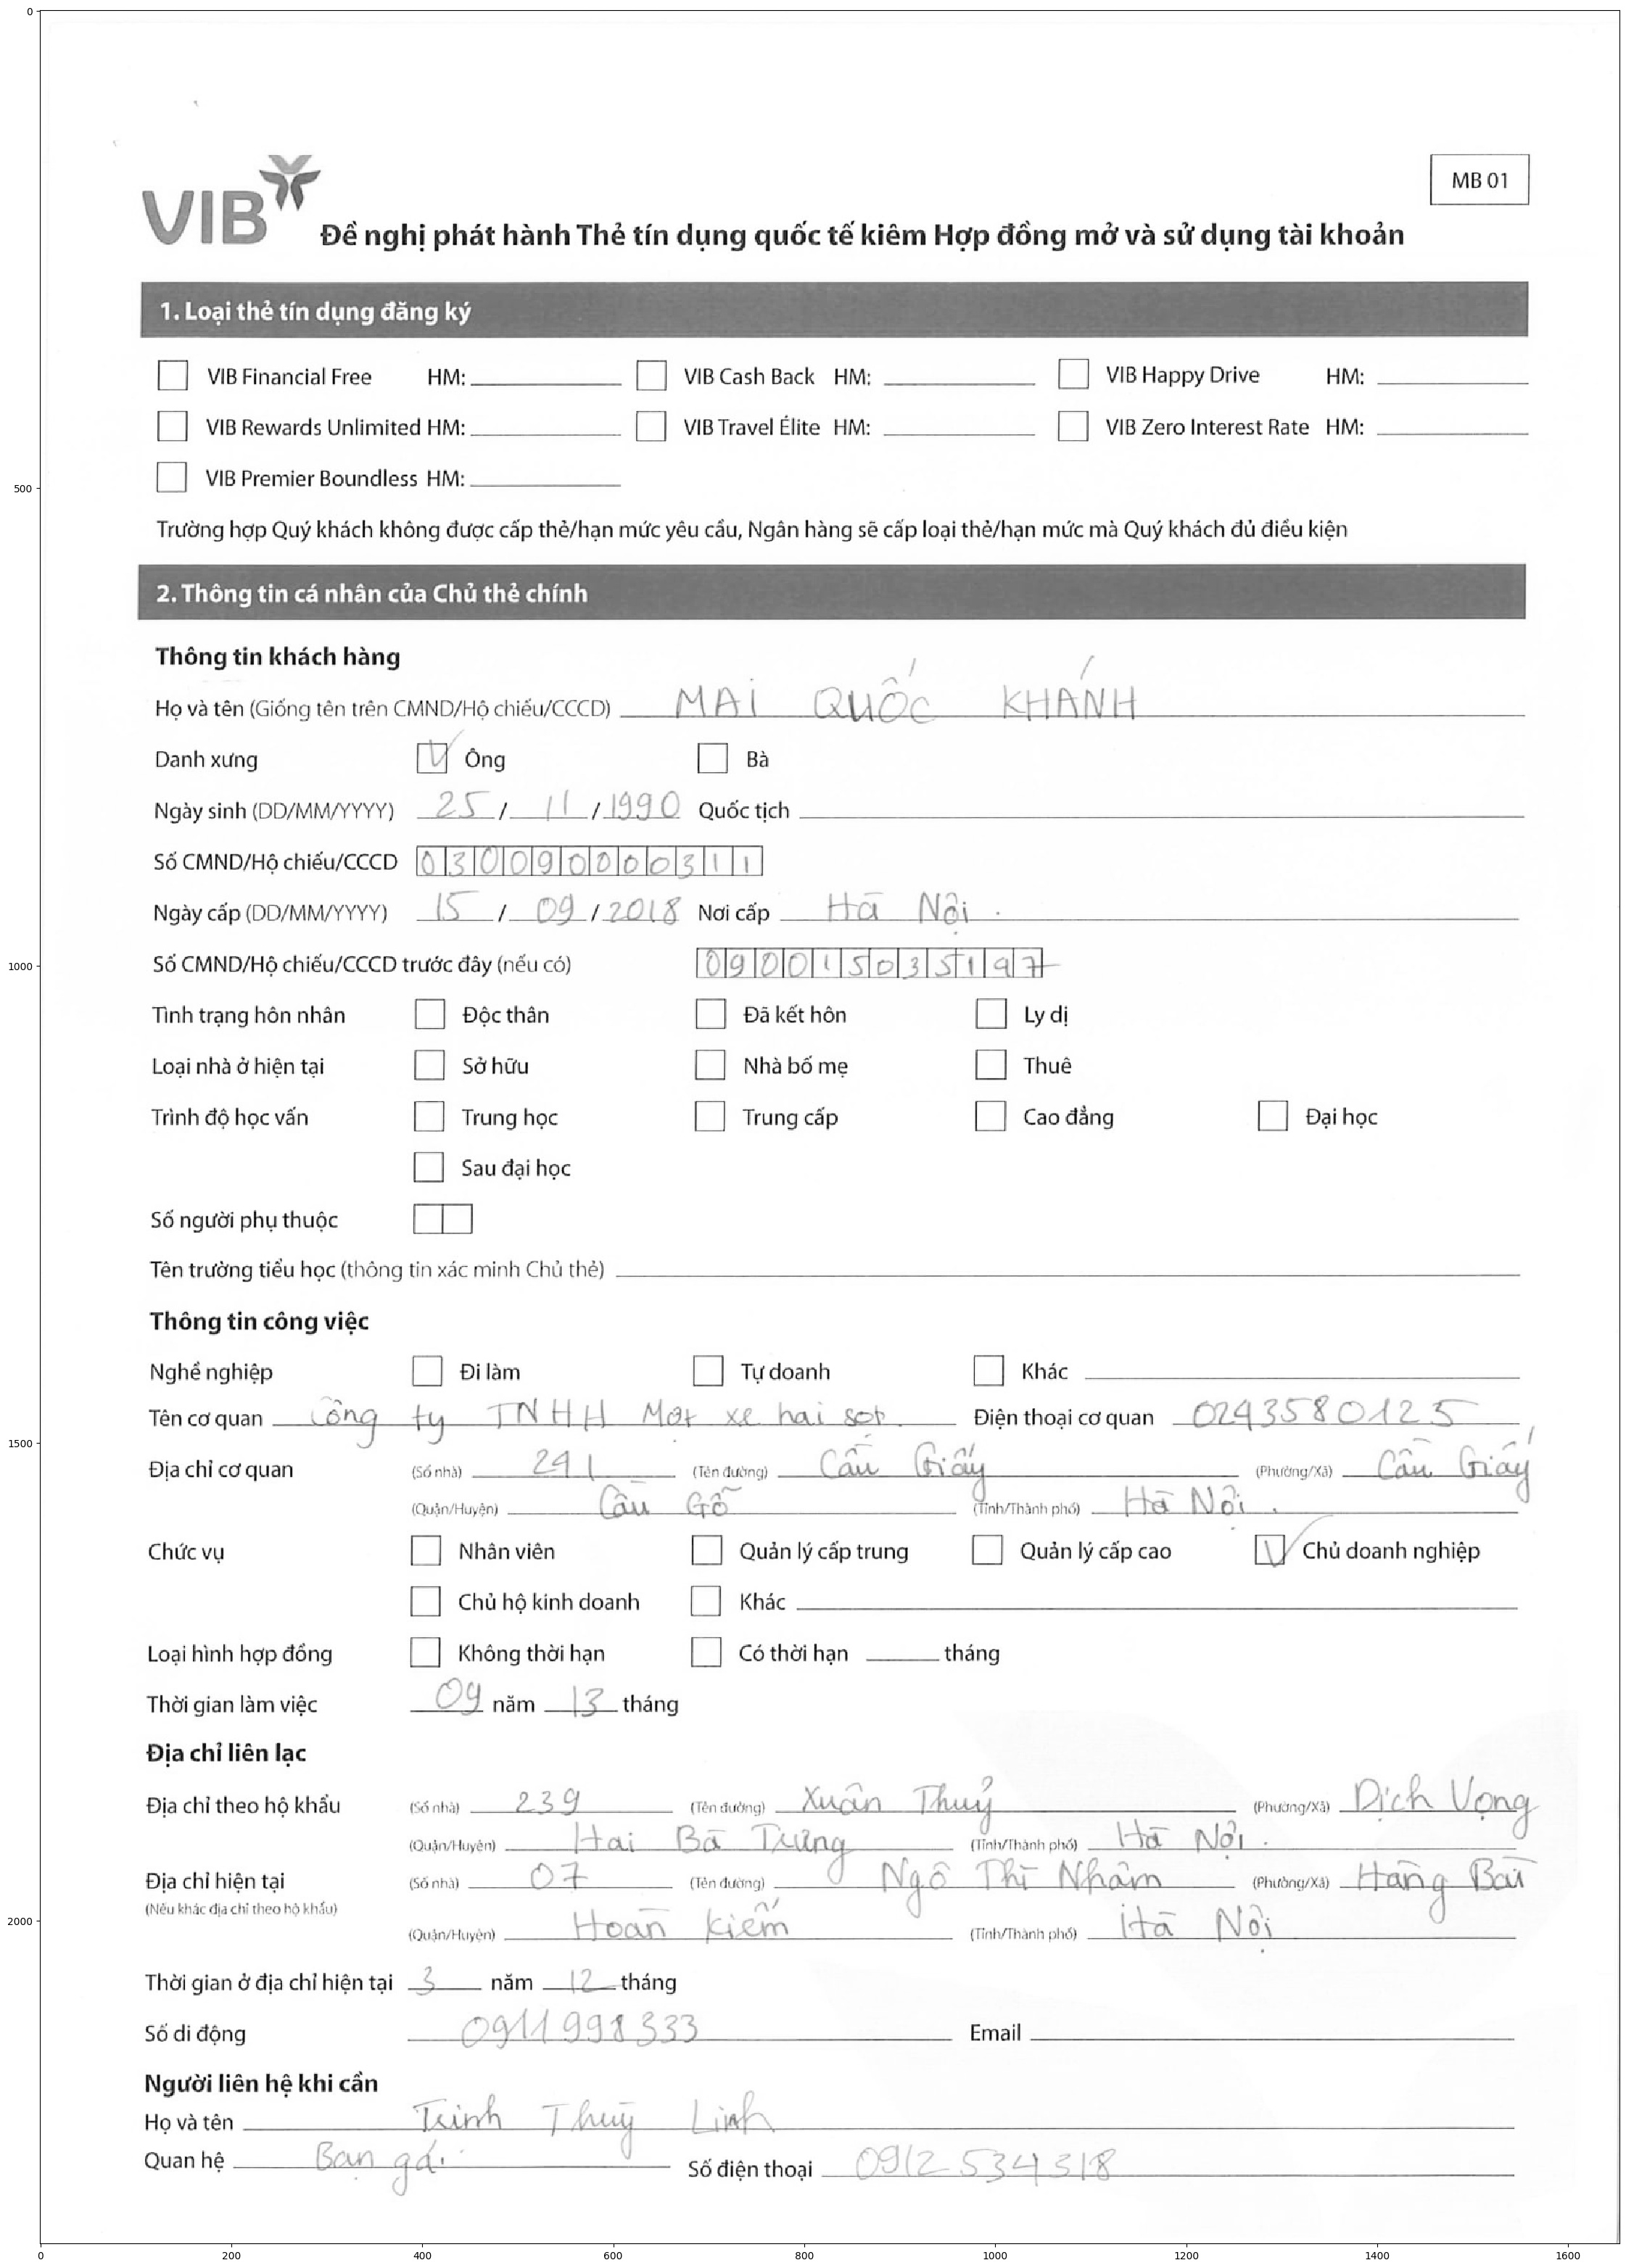 MB 01
VIB
Đề nghị phát hành Thẻ tín dụng quốc tế kiêm Hợp đồng mở và sử dụng tài khoản
1. Loại thẻ tín dụng đăng ký
VIB Financial Free HM: VIB Cash Back HM: VIB Happy Drive HM:
VIB Rewards Unlimited HM: VIB Travel Élite HM: VIB Zero Interest Rate HM:
VIB Premier Boundless HM:
Trường hợp Quý khách không được cấp thẻ/hạn mức yêu cầu, Ngân hàng sẽ cấp loại thẻ/hạn mức mà Quý khách đủ điều kiện
2. Thông tin cá nhân của Chủ thẻ chính
Thông tin khách hàng
Họ và tên (Giống tên trên CMND/Hộ chiếu/CCCD) MAI QUỐC KHÁNH
Danh xưng Ông Bà
Ngày sinh (DD/MM/YYYY) 25 / 11 / 1990 Quốc tịch
Số CMND/Hộ chiếu/CCCD 030090000311
Ngày cấp (DD/MM/YYYY) 15 / 09 / 2018 Nơi cấp Hà Nội .
Số CMND/Hộ chiếu/CCCD trước đây (nếu có) 090015035197
Tình trạng hôn nhân Độc thân Đã kết hôn Ly dị
Loại nhà ở hiện tại Sở hữu Nhà bố mẹ Thuê
Trình độ học vấn Trung học Trung cấp Cao đẳng Đại học
Sau đại học
Số người phụ thuộc
Tên trường tiểu học (thông tin xác minh Chủ thẻ)
Thông tin công việc
Nghề nghiệp Đi làm Tự doanh Khác
Tên cơ quan Công ty TNHH Một xe hai sọt Điện thoại cơ quan 0243580125
Địa chỉ cơ quan (Số nhà) 241 (Tên đường) Cầu Giấy (Phường/Xã) Cầu Giấy
(Quận/Huyện) Cầu Gỗ (Tỉnh/Thành phố) Hà Nội .
Chức vụ Nhân viên Quản lý cấp trung Quản lý cấp cao Chủ doanh nghiệp
Chủ hộ kinh doanh Khác
Loại hình hợp đồng Không thời hạn Có thời hạn tháng
Thời gian làm việc 09 năm 13 tháng
Địa chỉ liên lạc
Địa chỉ theo hộ khẩu (Số nhà) 239 (Tên đường) Xuân Thuỷ (Phường/Xã) Dịch Vọng
(Quận/Huyện) Hai Bà Trưng (Tỉnh/Thành phố) Hà Nội .
Địa chỉ hiện tại (Số nhà) 07 (Tên đường) Ngô Thì Nhậm (Phường/Xã) Hàng Bài
(Nếu khác địa chỉ theo hộ khẩu)
(Quận/Huyện) Hoàn Kiếm (Tỉnh/Thành phố) Hà Nội
Thời gian ở địa chỉ hiện tại 3 năm 12 tháng
Số di động 0911998333 Email
Người liên hệ khi cần
Họ và tên Trinh Thuỳ Linh
Quan hệ Bạn gái Số điện thoại 0912534318
0
500
1000
1500
2000
0 200 400 600 800 1000 1200 1400 1600